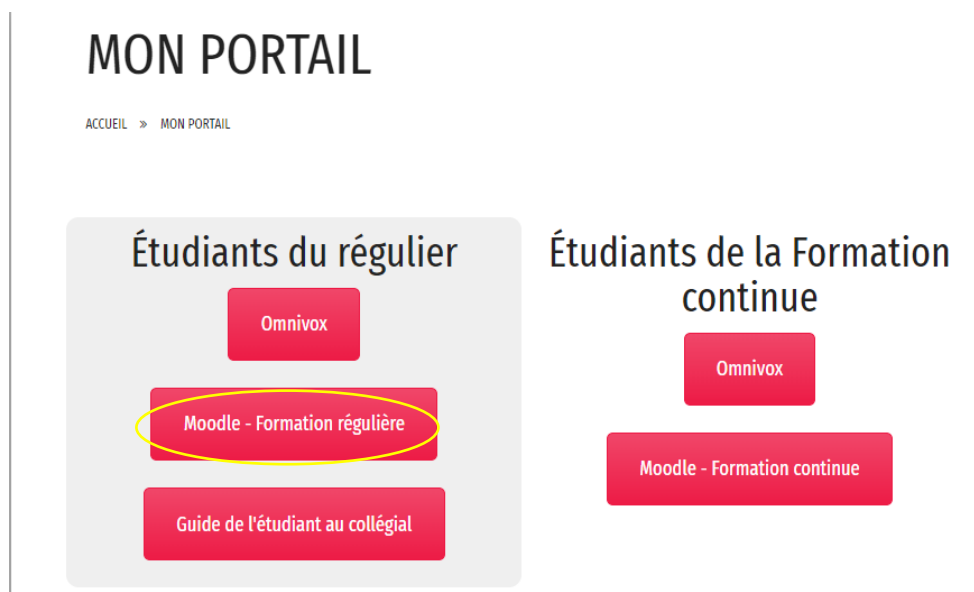 MON PORTAIL
ACCUEIL » MON PORTAIL
Étudiants du régulier
Omnivox
Moodle - Formation régulière
Guide de l'étudiant au collégial
Étudiants de la Formation
continue
Omnivox
Moodle - Formation continue